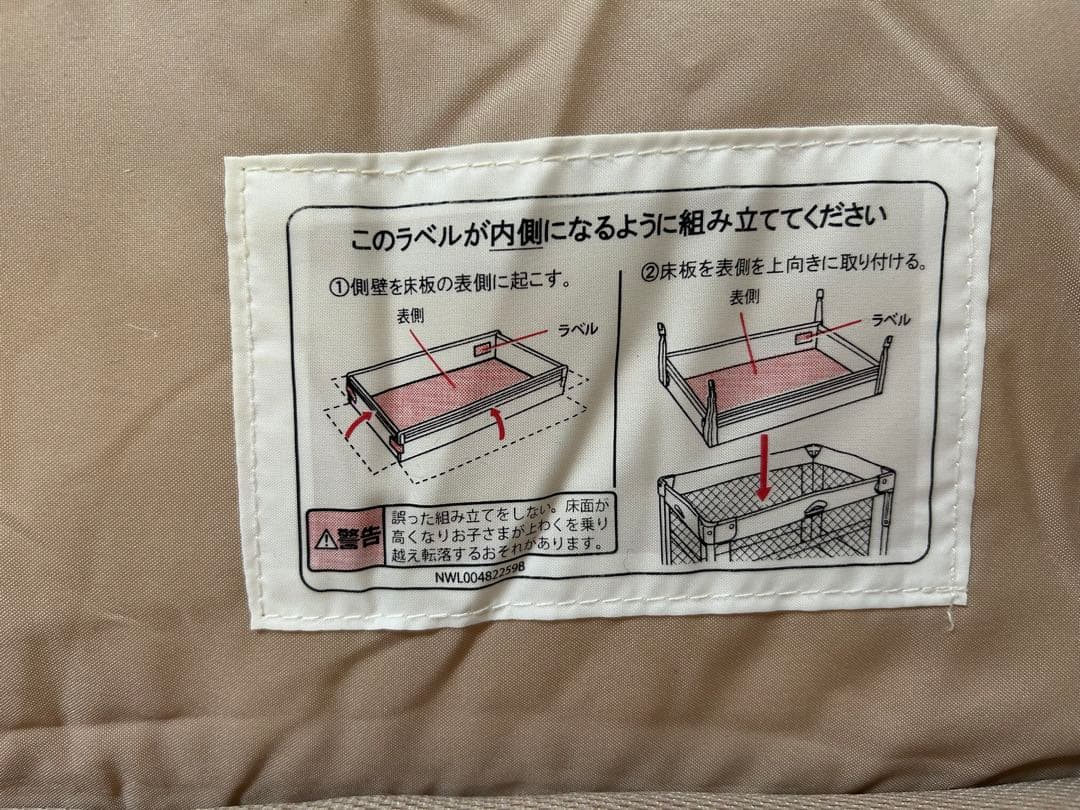 このラベルが内側になるように組み立ててください
①側壁を床板の表側に起こす。
表側
ラベル
②床板を表側を上向きに取り付ける。
表側
ラベル
⚠警告
誤った組み立てをしない。床面が
高くなりお子さまが上わくを乗り
越え転落するおそれがあります。
NWL004822598